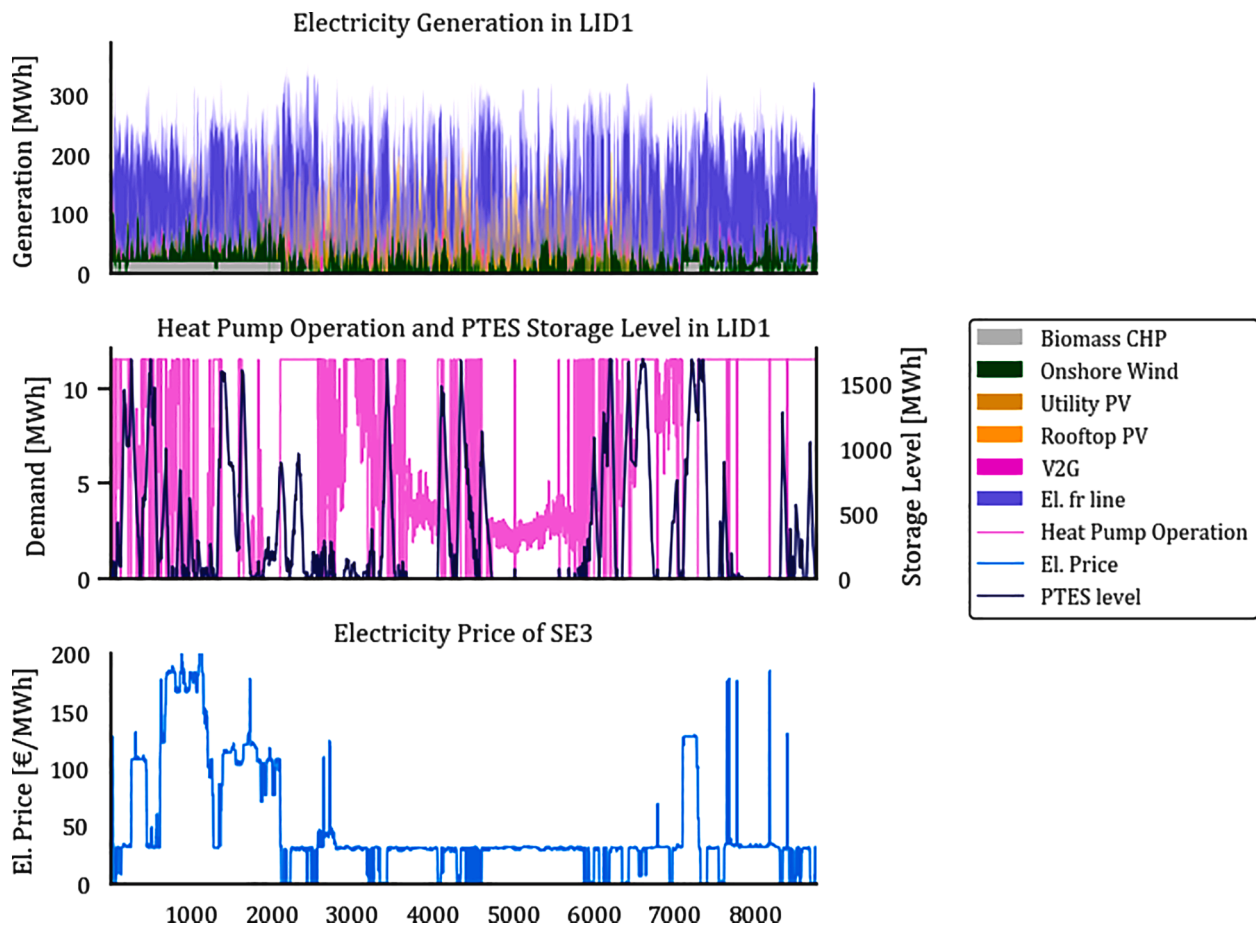 Electricity Generation in LID1
Generation [MWh]
300
200
100
0
Heat Pump Operation and PTES Storage Level in LID1
Demand [MWh]
10
5
0
1500
1000
500
0
Storage Level [MWh]
Biomass CHP
Onshore Wind
Utility PV
Rooftop PV
V2G
El. fr line
Heat Pump Operation
El. Price
PTES level
Electricity Price of SE3
El. Price [€/MWh]
200
150
100
50
0
1000 2000 3000 4000 5000 6000 7000 8000